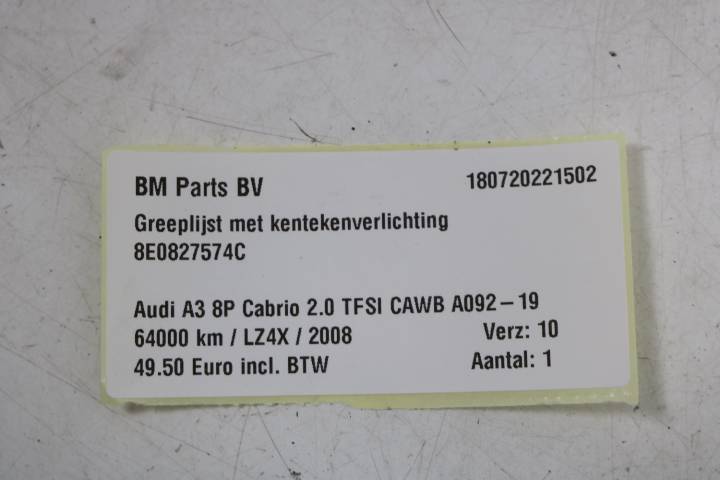 BM Parts BV 180720221502
Greeplijst met kentekenverlichting
8E0827574C
Audi A3 8P Cabrio 2.0 TFSI CAWB A092-19
64000 km / LZ4X / 2008 Verz: 10
49.50 Euro incl. BTW Aantal: 1